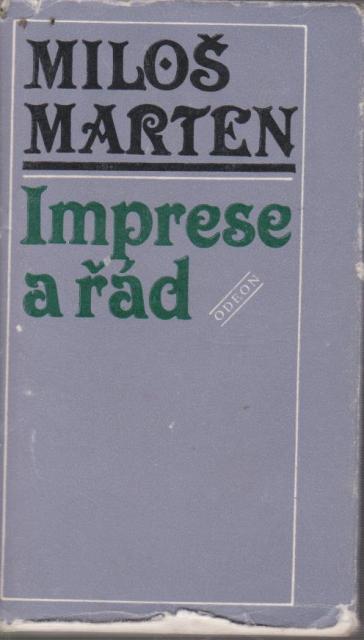 MILOŠ
MARTEN
Imprese
a řád
ODEON